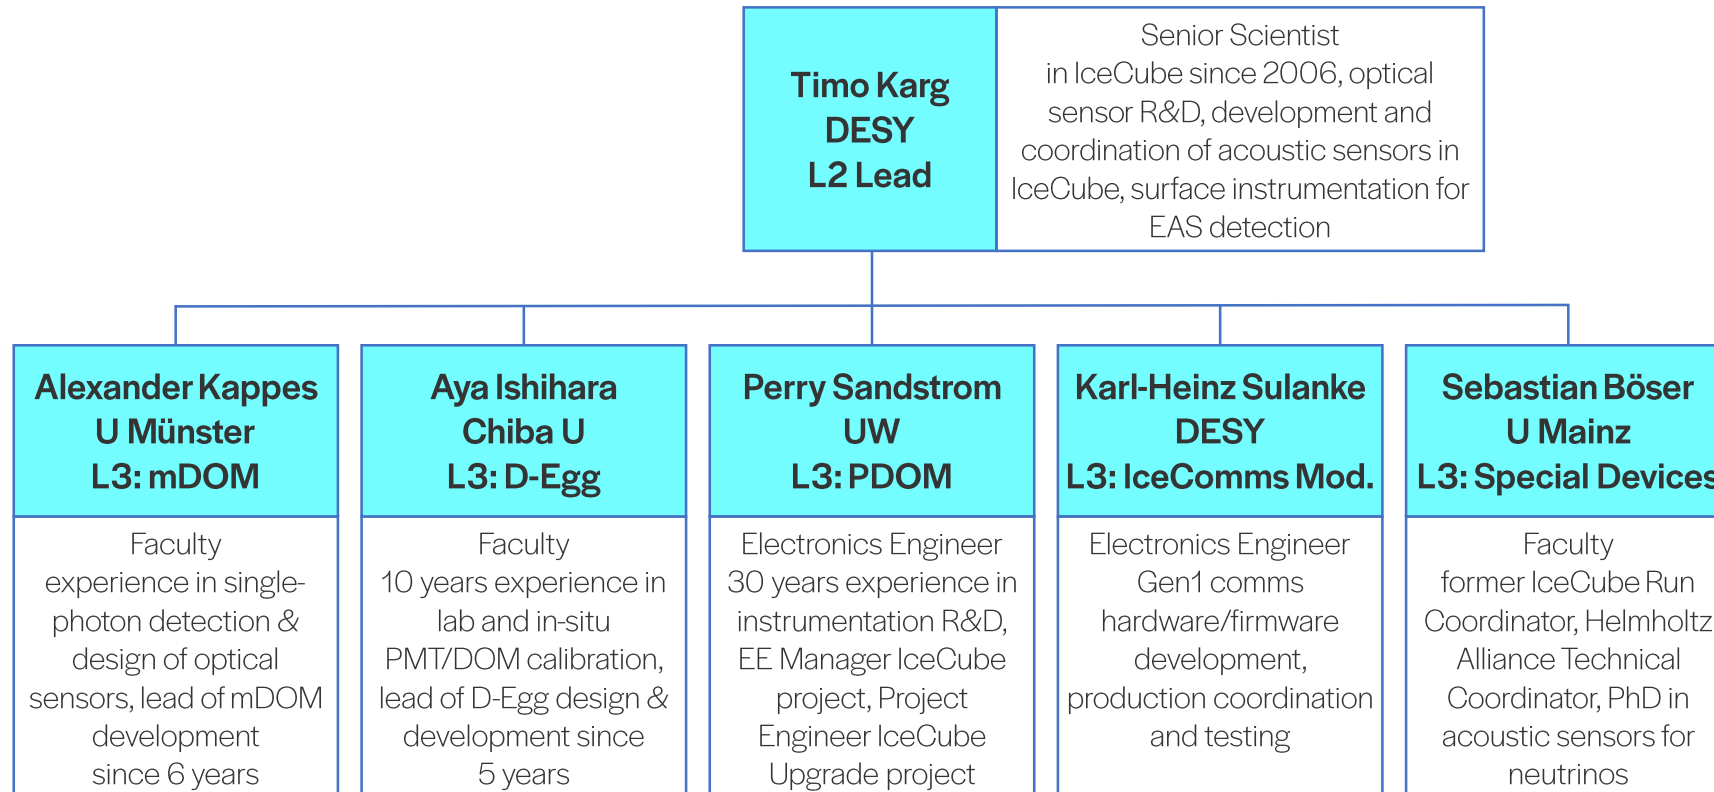 Timo Karg
DESY
L2 Lead
Senior Scientist
in IceCube since 2006, optical
sensor R&D, development and
coordination of acoustic sensors in
IceCube, surface instrumentation for
EAS detection
Alexander Kappes
U Münster
L3: mDOM
Faculty
experience in single-
photon detection &
design of optical
sensors, lead of mDOM
development
since 6 years
Aya Ishihara
Chiba U
L3: D-Egg
Faculty
10 years experience in
lab and in-situ
PMT/DOM calibration,
lead of D-Egg design &
development since
5 years
Perry Sandstrom
UW
L3: PDOM
Electronics Engineer
30 years experience in
instrumentation R&D,
EE Manager IceCube
project, Project
Engineer IceCube
Upgrade project
Karl-Heinz Sulanke
DESY
L3: IceComms Mod.
Electronics Engineer
Gen1 comms
hardware/firmware
development,
production coordination
and testing
Sebastian Böser
U Mainz
L3: Special Devices
Faculty
former IceCube Run
Coordinator, Helmholtz
Alliance Technical
Coordinator, PhD in
acoustic sensors for
neutrinos